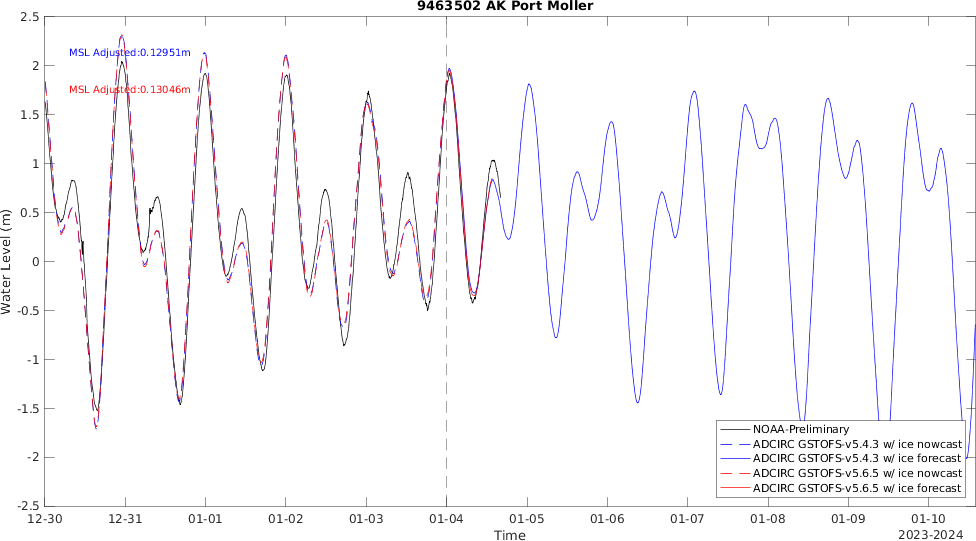 9463502 AK Port Moller
MSL Adjusted:0.12951m
MSL Adjusted:0.13046m
Water Level (m)
2.5
2
1.5
1
0.5
0
-0.5
-1
-1.5
-2
-2.5
NOAA-Preliminary
ADCIRC GSTOFS-v5.4.3 w/ ice nowcast
ADCIRC GSTOFS-v5.4.3 w/ ice forecast
ADCIRC GSTOFS-v5.6.5 w/ ice nowcast
ADCIRC GSTOFS-v5.6.5 w/ ice forecast
12-30 12-31 01-01 01-02 01-03 01-04 01-05 01-06 01-07 01-08 01-09 01-10
Time
2023-2024